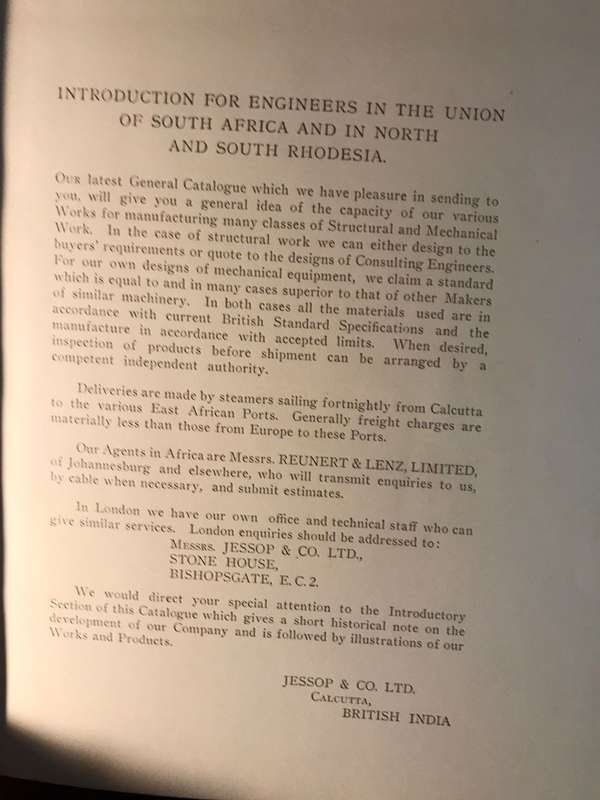 INTRODUCTION FOR ENGINEERS IN THE UNION
OF SOUTH AFRICA AND IN NORTH
AND SOUTH RHODESIA.
OUR latest General Catalogue which we have pleasure in sending to
you, will give you a general idea of the capacity of our various
Works for manufacturing many classes of Structural and Mechanical
Work. In the case of structural work we can either design to the
buyers' requirements or quote to the designs of Consulting Engineers.
For our own designs of mechanical equipment, we claim a standard
which is equal to and in many cases superior to that of other Makers
of similar machinery. In both cases all the materials used are in
accordance with current British Standard Specifications and the
manufacture in accordance with accepted limits. When desired,
inspection of products before shipment can be arranged by a
competent independent authority.
Deliveries are made by steamers sailing fortnightly from Calcutta
to the various East African Ports. Generally freight charges are
materially less than those from Europe to these Ports.
Our Agents in Africa are Messrs. REUNERT & LENZ, LIMITED,
of Johannesburg and elsewhere, who will transmit enquiries to us,
by cable when necessary, and submit estimates.
In London we have our own office and technical staff who can
give similar services. London enquiries should be addressed to:
MESSRS. JESSOP & CO. LTD.,
STONE HOUSE,
BISHOPSGATE, E. C. 2.
We would direct your special attention to the Introductory
Section of this Catalogue which gives a short historical note on the
development of our Company and is followed by illustrations of our
Works and Products.
JESSOP & CO. LTD.
CALCUTTA,
BRITISH INDIA